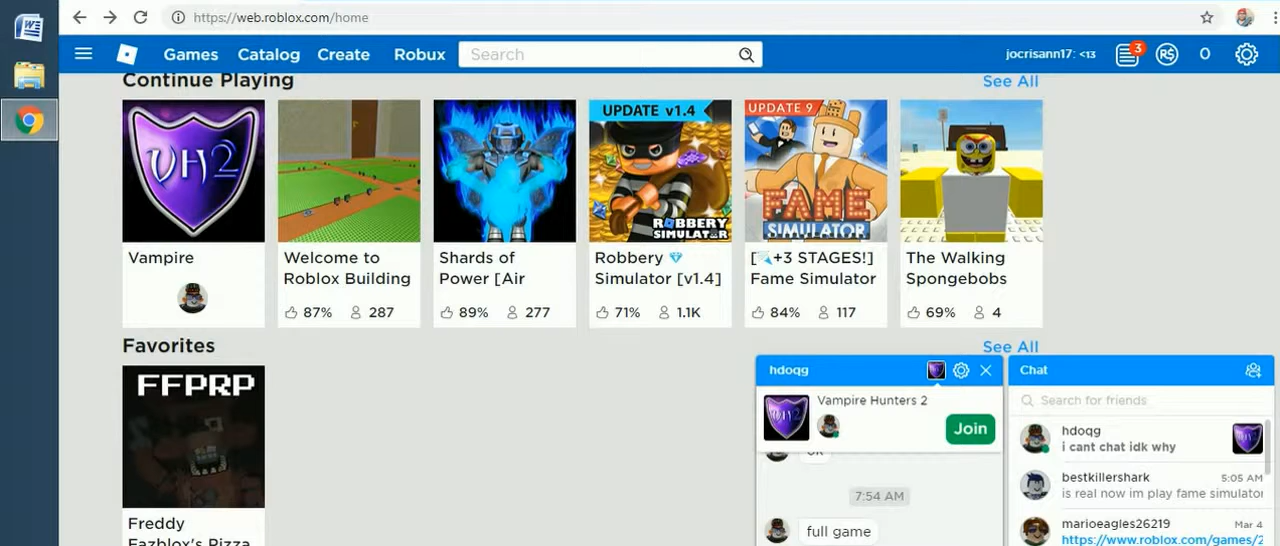 https://web.roblox.com/home
Games Catalog Create Robux Search jocrisann17: <13 3 0
Continue Playing See All
VH2
UPDATE v1.4
ROBBERY SIMULATOR
UPDATE 9
FAME SIMULATOR
Vampire
Welcome to Roblox Building
87% 287
Shards of Power [Air
89% 277
Robbery Simulator [v1.4]
71% 1.1K
[+3 STAGES!] Fame Simulator
84% 117
The Walking Spongebobs
69% 4
Favorites See All
FFPRP
Freddy
Fazblox's Pizza
hdoqg
Vampire Hunters 2
Join
ok
7:54 AM
full game
Chat
Search for friends
hdoqg
i cant chat idk why
bestkillershark 5:05 AM
is real now im play fame simulator
marioeagles26219 Mar 4
https://www.roblox.com/games/2